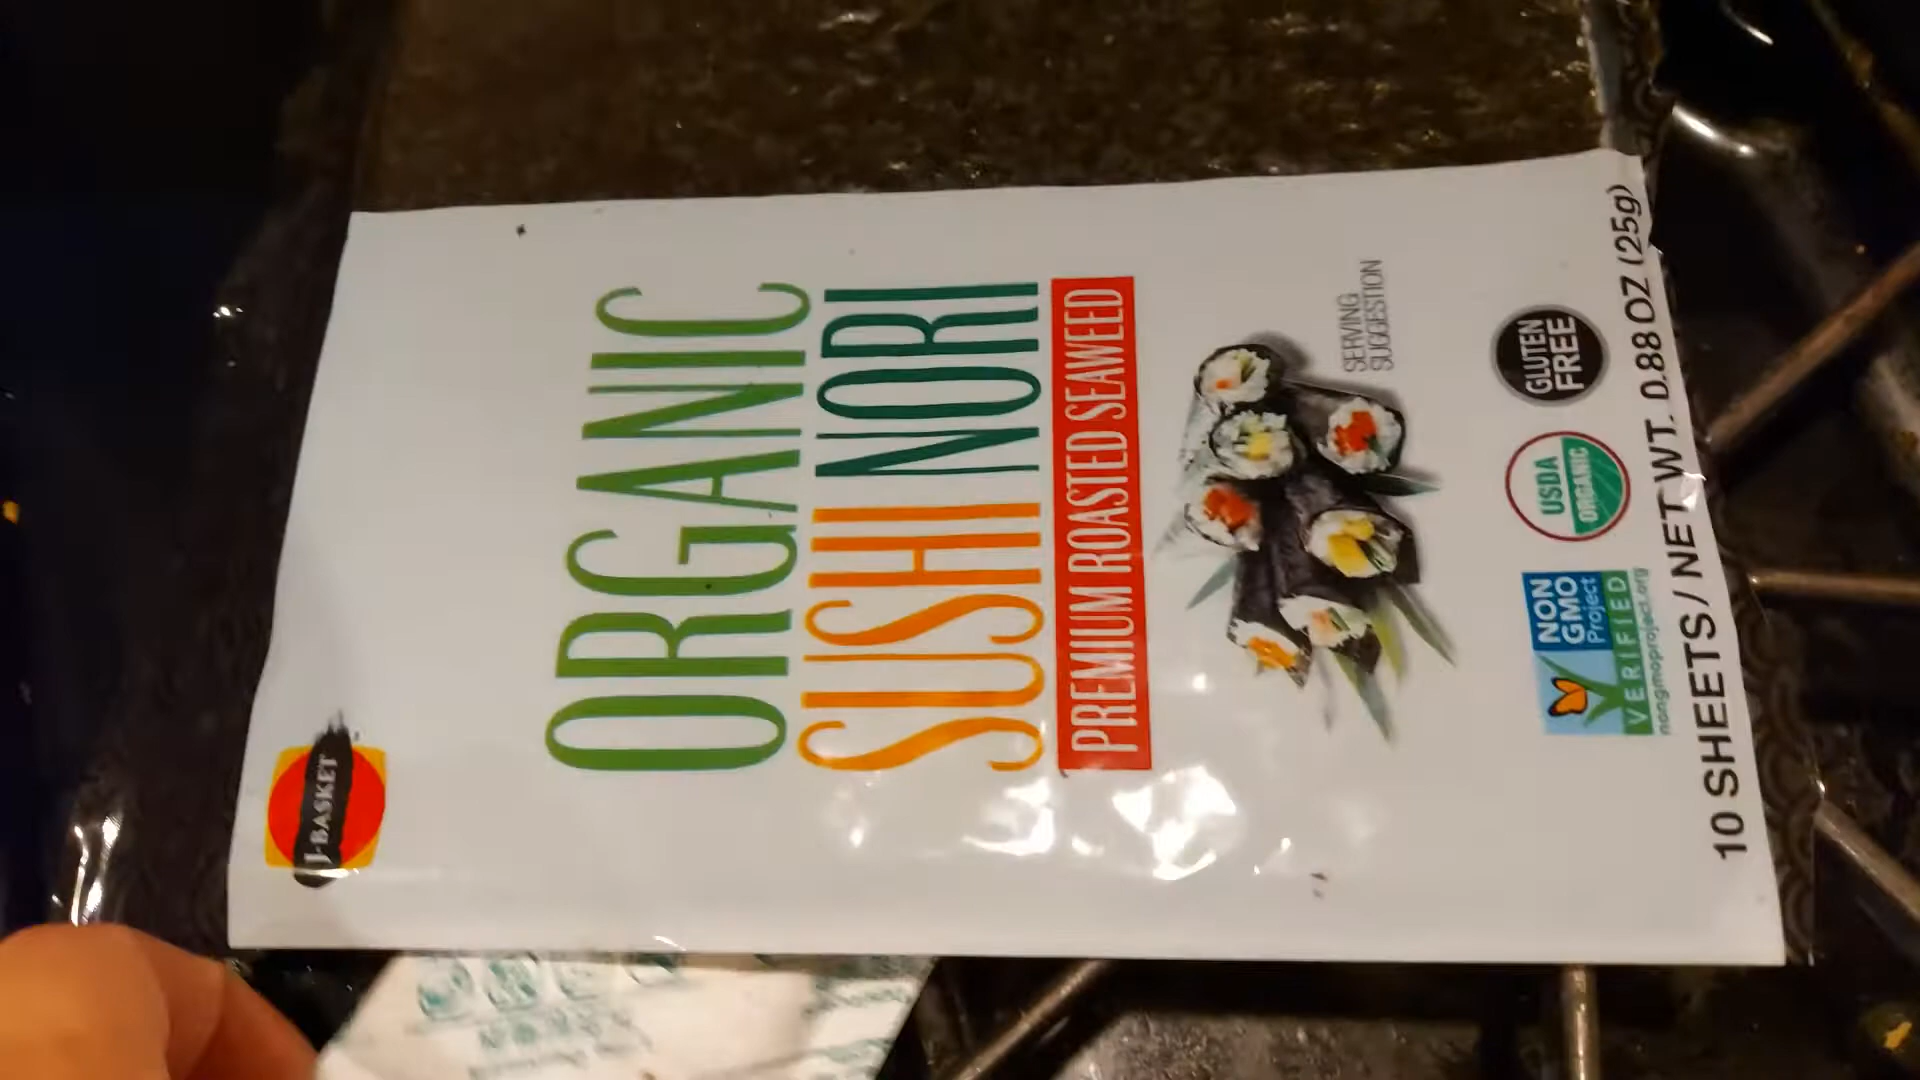 J-BASKET
ORGANIC
SUSHI NORI
PREMIUM ROASTED SEAWEED
SERVING
SUGGESTION
NON
GMO
Project
VERIFIED
nongmoproject.org
USDA
ORGANIC
GLUTEN
FREE
10 SHEETS / NET WT. 0.88 OZ (25g)